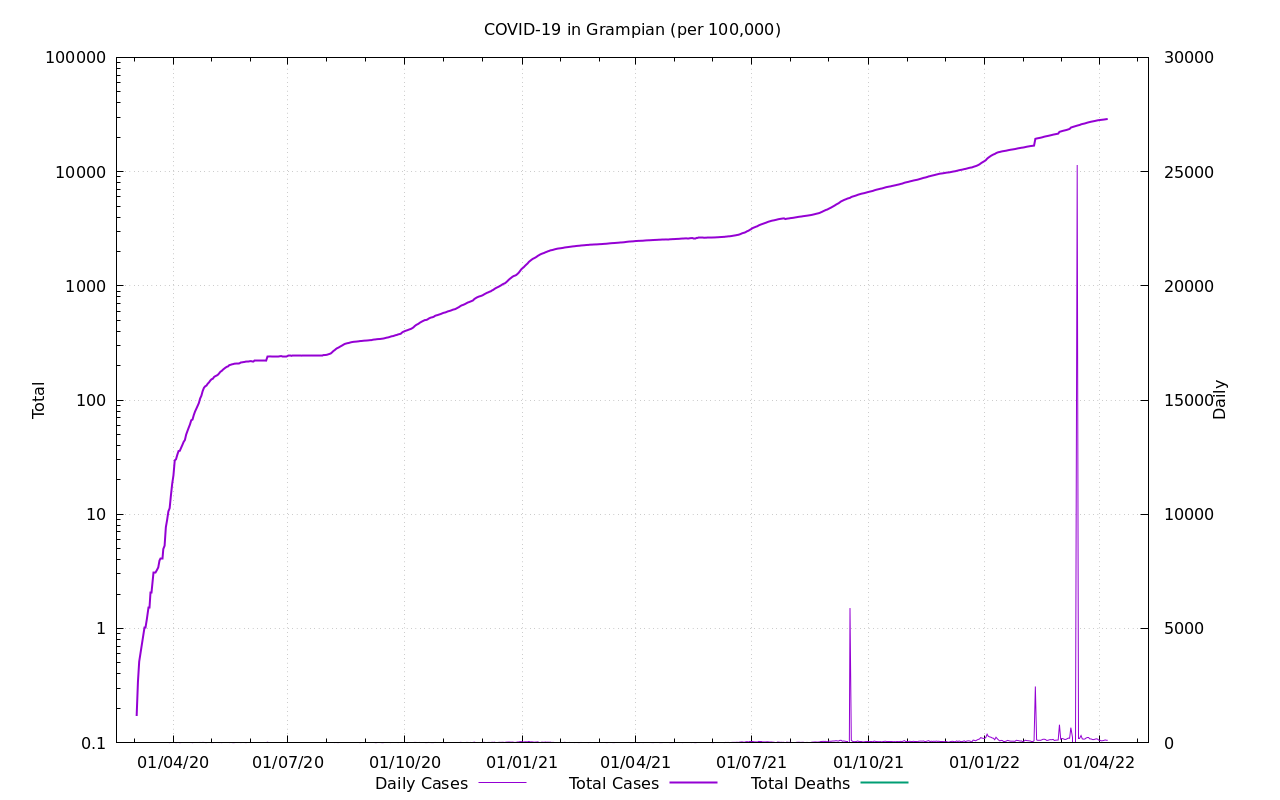 COVID-19 in Grampian (per 100,000)
100000 30000
10000 25000
1000 20000
100 15000
10 10000
1 5000
0.1 0
Total
Daily
01/04/20 01/07/20 01/10/20 01/01/21 01/04/21 01/07/21 01/10/21 01/01/22 01/04/22
Daily Cases Total Cases Total Deaths